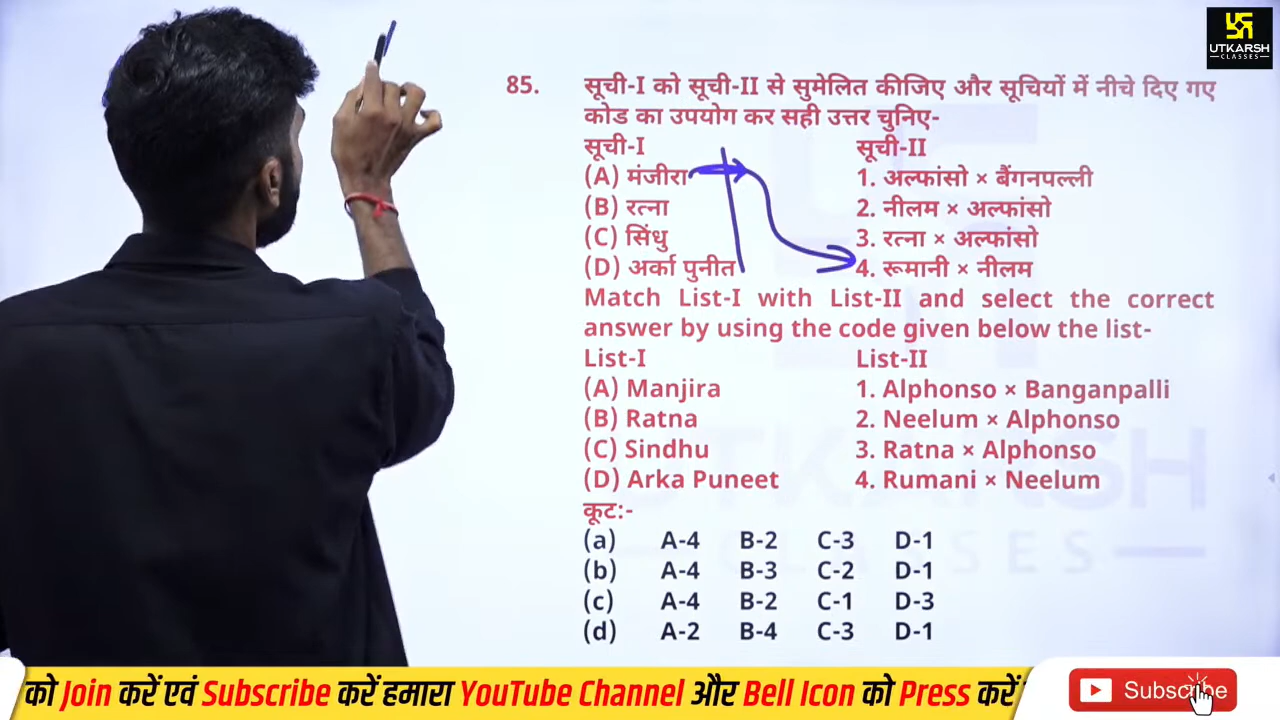 UTKARSH
CLASSES
85. सूची-I को सूची-II से सुमेलित कीजिए और सूचियों में नीचे दिए गए
कोड का उपयोग कर सही उत्तर चुनिए-
सूची-I सूची-II
(A) मंजीरा 1. अल्फांसो × बैंगनपल्ली
(B) रत्ना 2. नीलम × अल्फांसो
(C) सिंधु 3. रत्ना × अल्फांसो
(D) अर्का पुनीत 4. रूमानी × नीलम
Match List-I with List-II and select the correct
answer by using the code given below the list-
List-I List-II
(A) Manjira 1. Alphonso × Banganpalli
(B) Ratna 2. Neelum × Alphonso
(C) Sindhu 3. Ratna × Alphonso
(D) Arka Puneet 4. Rumani × Neelum
कूट:-
(a) A-4 B-2 C-3 D-1
(b) A-4 B-3 C-2 D-1
(c) A-4 B-2 C-1 D-3
(d) A-2 B-4 C-3 D-1
UTKARSH
CLASSES
को Join करें एवं Subscribe करें हमारा YouTube Channel और Bell Icon को Press करें
Subscribe